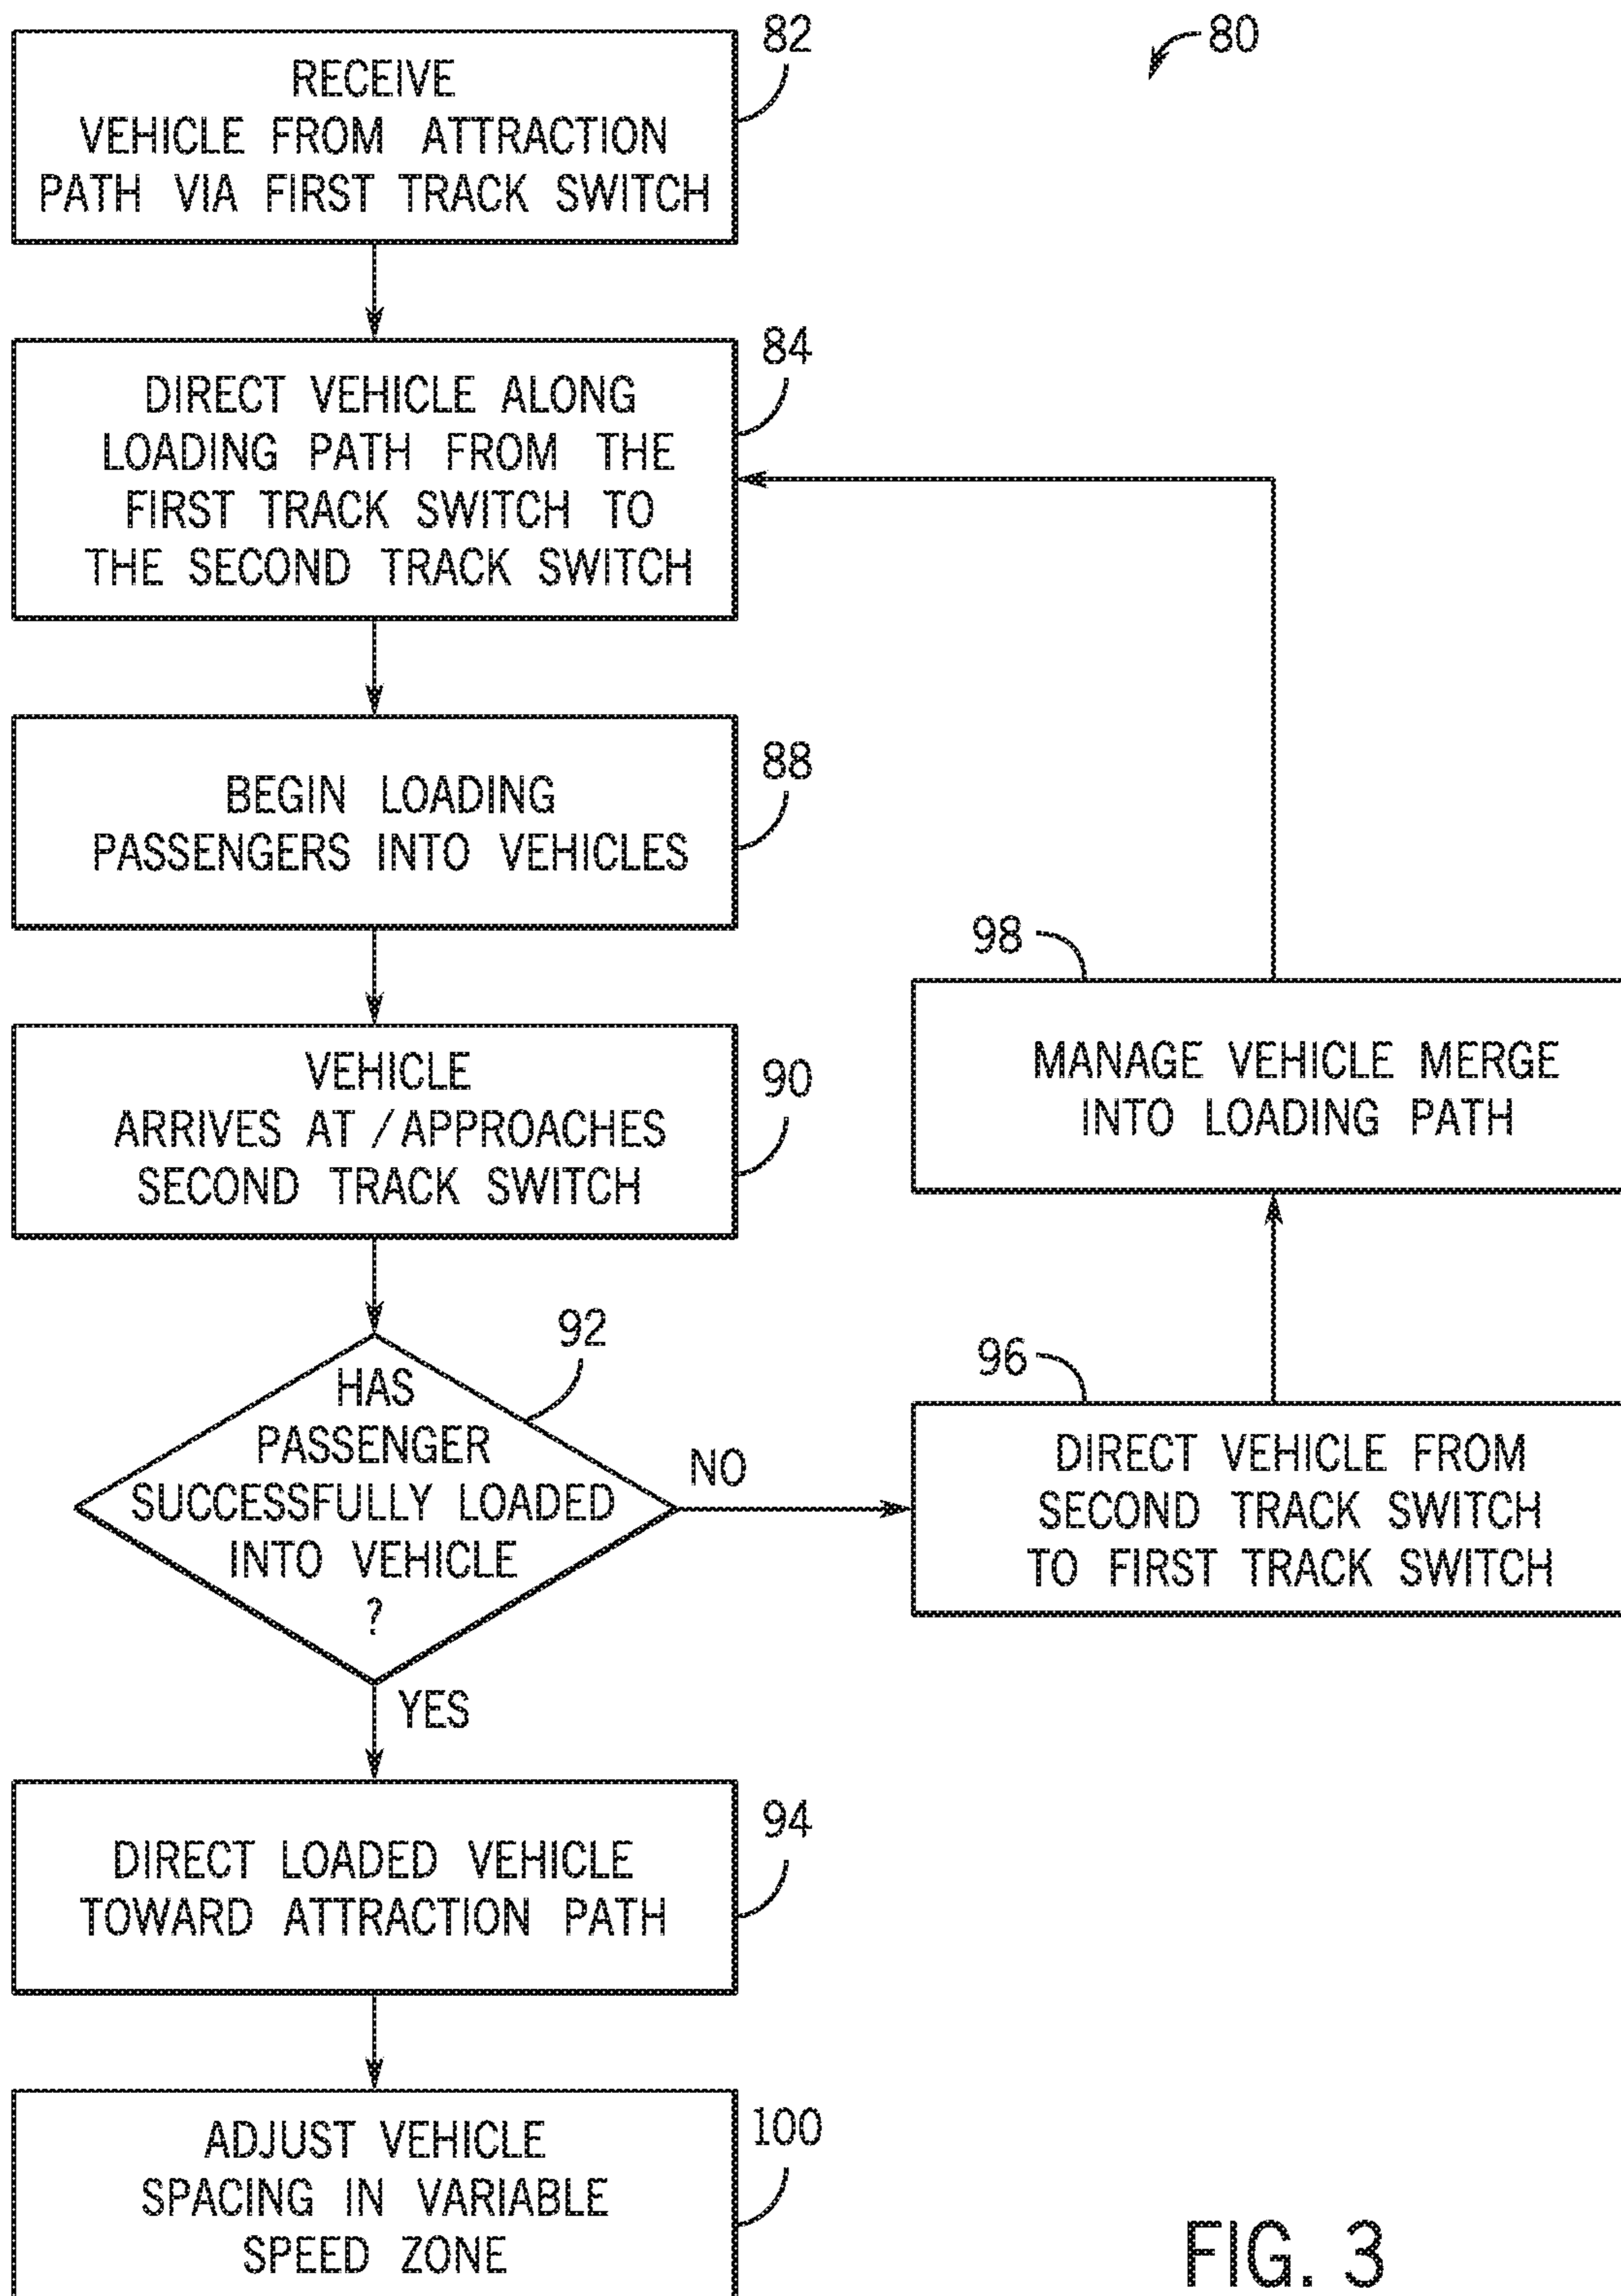 80
82
RECEIVE
VEHICLE FROM ATTRACTION
PATH VIA FIRST TRACK SWITCH
84
DIRECT VEHICLE ALONG
LOADING PATH FROM THE
FIRST TRACK SWITCH TO
THE SECOND TRACK SWITCH
88
BEGIN LOADING
PASSENGERS INTO VEHICLES
90
VEHICLE
ARRIVES AT / APPROACHES
SECOND TRACK SWITCH
92
HAS
PASSENGER
SUCCESSFULLY LOADED
INTO VEHICLE
?
NO
YES
98
MANAGE VEHICLE MERGE
INTO LOADING PATH
96
DIRECT VEHICLE FROM
SECOND TRACK SWITCH
TO FIRST TRACK SWITCH
94
DIRECT LOADED VEHICLE
TOWARD ATTRACTION PATH
100
ADJUST VEHICLE
SPACING IN VARIABLE
SPEED ZONE
FIG. 3